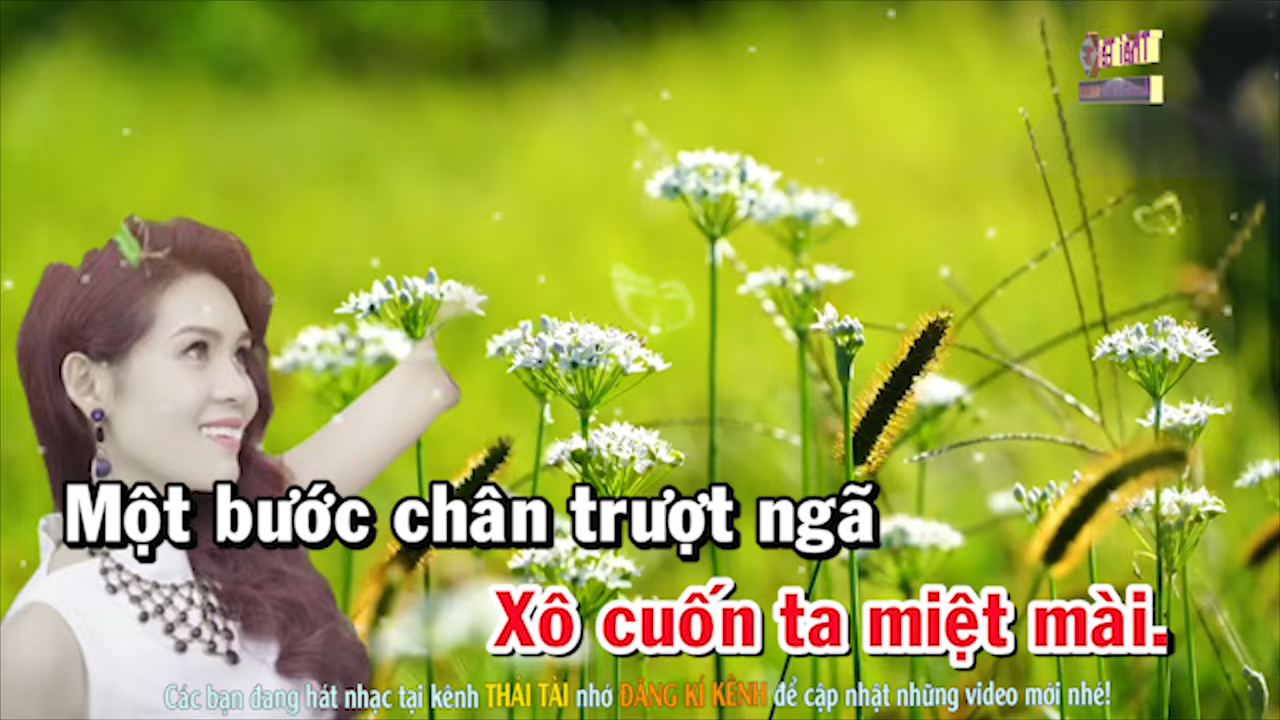 Một bước chân trượt ngã
Xô cuốn ta miệt mài.
Các bạn đang hát nhạc tại kênh THÁI TÀI nhớ ĐĂNG KÍ KÊNH để cập nhật những video mới nhé!